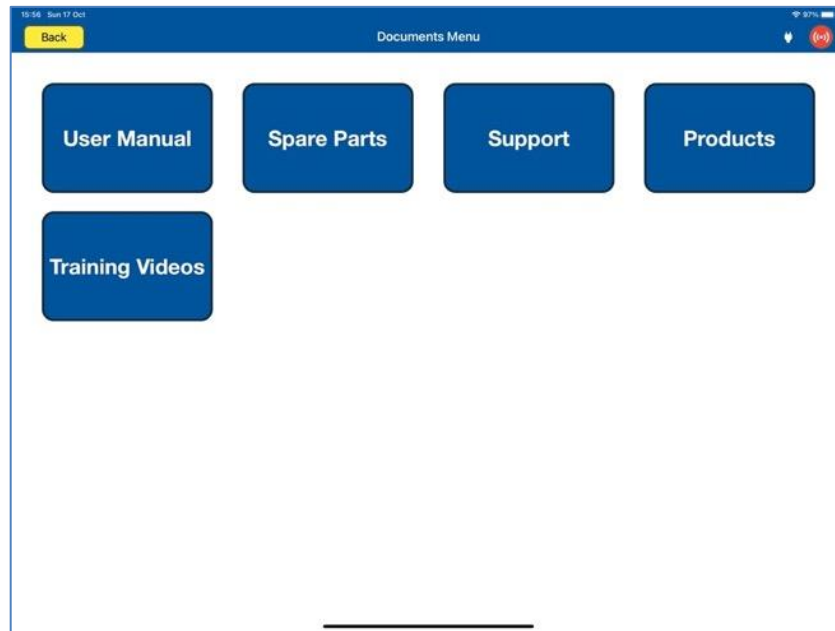 15:56 Sun 17 Oct
97%
Back
Documents Menu
User Manual
Spare Parts
Support
Products
Training Videos